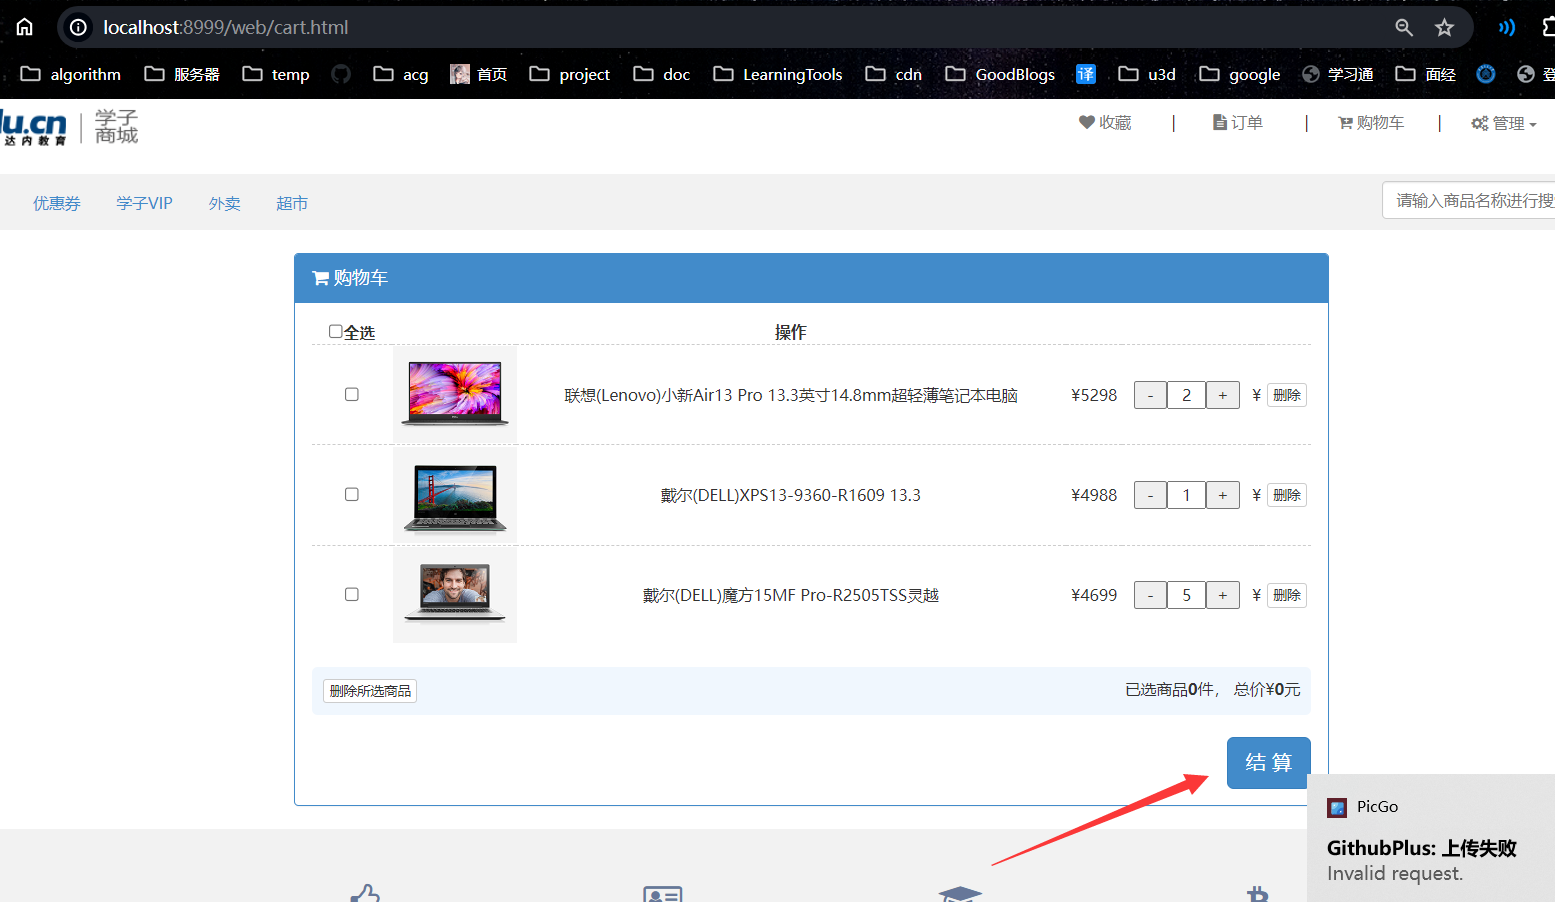 localhost:8999/web/cart.html
algorithm 服务器 temp acg 首页 project doc LearningTools cdn GoodBlogs 译 u3d google 学习通 面经
lu.cn 达内教育 学子商城
收藏 | 订单 | 购物车 | 管理
优惠券 学子VIP 外卖 超市 请输入商品名称进行搜
购物车
全选 操作
联想(Lenovo)小新Air13 Pro 13.3英寸14.8mm超轻薄笔记本电脑 ¥5298 - 2 + ¥ 删除
戴尔(DELL)XPS13-9360-R1609 13.3 ¥4988 - 1 + ¥ 删除
戴尔(DELL)魔方15MF Pro-R2505TSS灵越 ¥4699 - 5 + ¥ 删除
删除所选商品 已选商品0件， 总价¥0元
结 算
PicGo
GithubPlus: 上传失败
Invalid request.